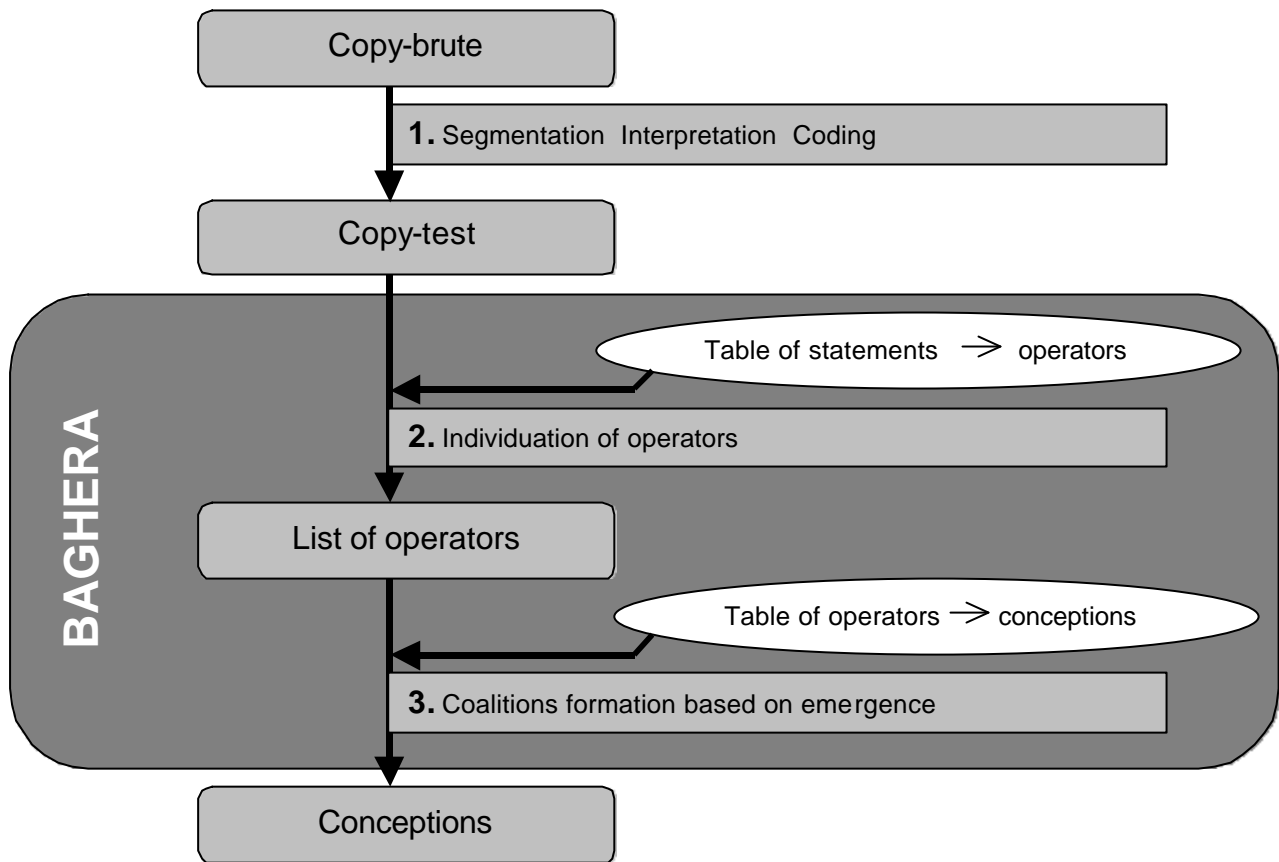 Copy-brute
1. Segmentation Interpretation Coding
Copy-test
Table of statements → operators
2. Individuation of operators
BAGHERA
List of operators
Table of operators → conceptions
3. Coalitions formation based on emergence
Conceptions